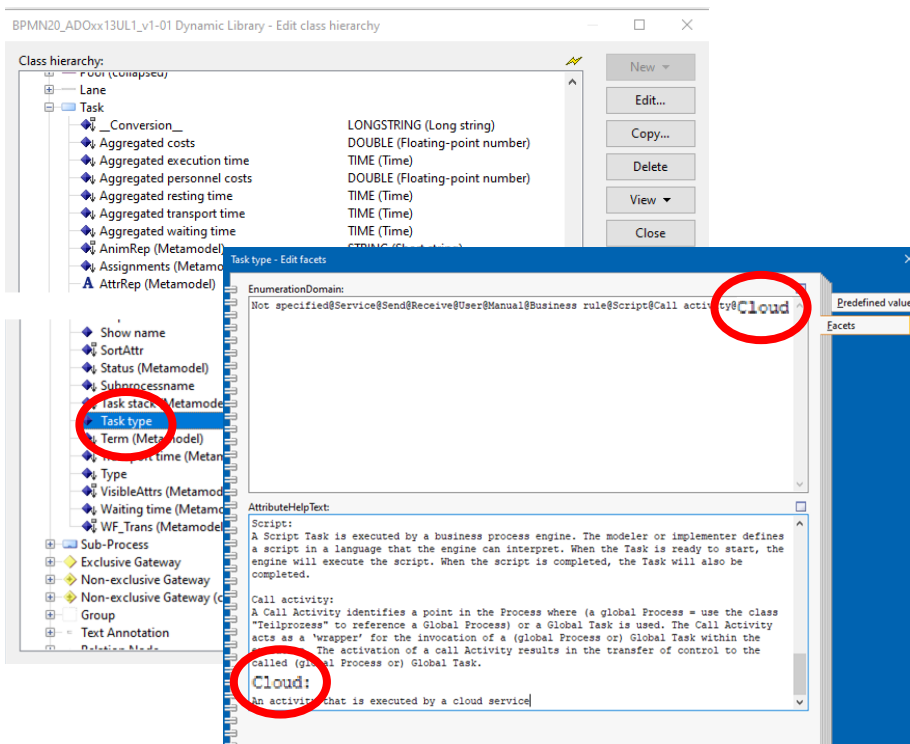 BPMN20_ADOxx13UL1_v1-01 Dynamic Library - Edit class hierarchy
Class hierarchy:
New
Pool (collapsed)
Lane
Edit...
Task
__Conversion__ LONGSTRING (Long string)
Copy...
Aggregated costs DOUBLE (Floating-point number)
Aggregated execution time TIME (Time)
Delete
Aggregated personnel costs DOUBLE (Floating-point number)
Aggregated resting time TIME (Time)
View
Aggregated transport time TIME (Time)
Aggregated waiting time TIME (Time)
Close
AnimRep (Metamodel) STRING (Short string)
Assignments (Metamo
AttrRep (Metamodel)
Show name
SortAttr
Status (Metamodel)
Subprocessname
Task stack (Metamode
Task type
Term (Metamodel)
Transport time (Metan
Type
VisibleAttrs (Metamod
Waiting time (Metamo
WF_Trans (Metamodel
Sub-Process
Exclusive Gateway
Non-exclusive Gateway
Non-exclusive Gateway (c
Group
Text Annotation
Relation Node
Task type - Edit facets
EnumerationDomain:
Not specified@Service@Send@Receive@User@Manual@Business rule@Script@Call activity@Cloud
Predefined value
Facets
AttributeHelpText:
Script:
A Script Task is executed by a business process engine. The modeler or implementer defines
a script in a language that the engine can interpret. When the Task is ready to start, the
engine will execute the script. When the script is completed, the Task will also be
completed.
Call activity:
A Call Activity identifies a point in the Process where (a global Process = use the class
"Teilprozess" to reference a Global Process) or a Global Task is used. The Call Activity
acts as a 'wrapper' for the invocation of a (global Process or) Global Task within the
The activation of a call Activity results in the transfer of control to the
called (global Process or) Global Task.
Cloud:
An activity that is executed by a cloud service